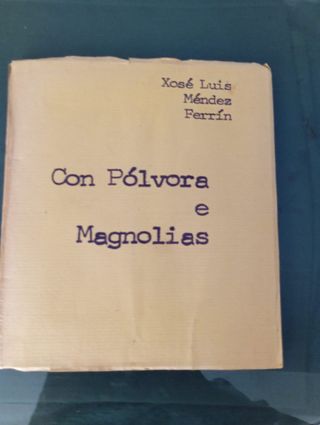 Xosé Luis
Méndez
Ferrín
Con Pólvora
e
Magnolias